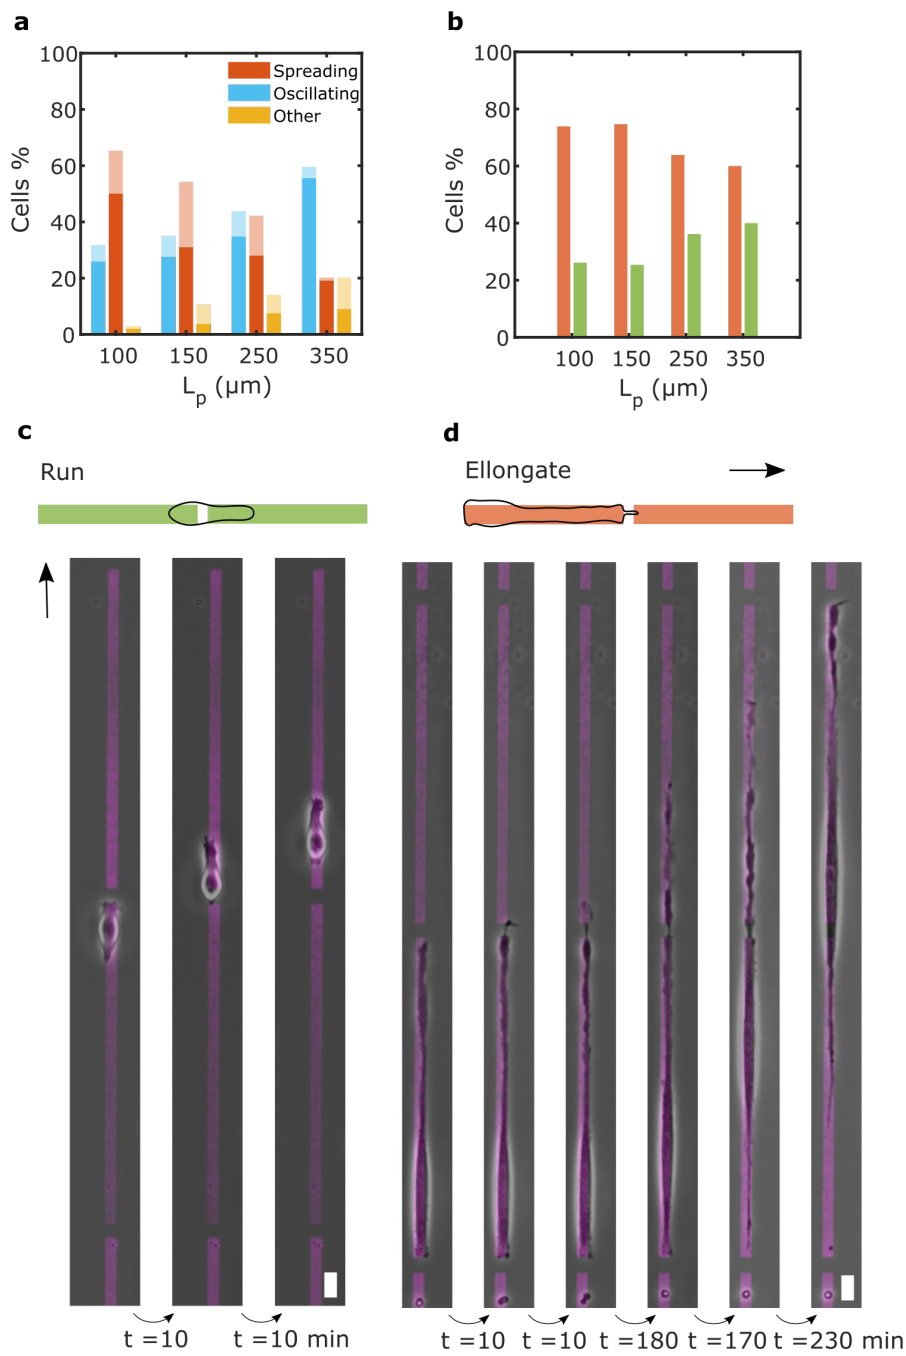 a
100
80
60
40
20
0
Cells %
Spreading
Oscillating
Other
100 150 250 350
Lp (µm)
b
100
80
60
40
20
0
Cells %
100 150 250 350
Lp (µm)
c
Run
d
Ellongate
t =10 t =10 min
t =10 t =10 t =180 t =170 t =230 min